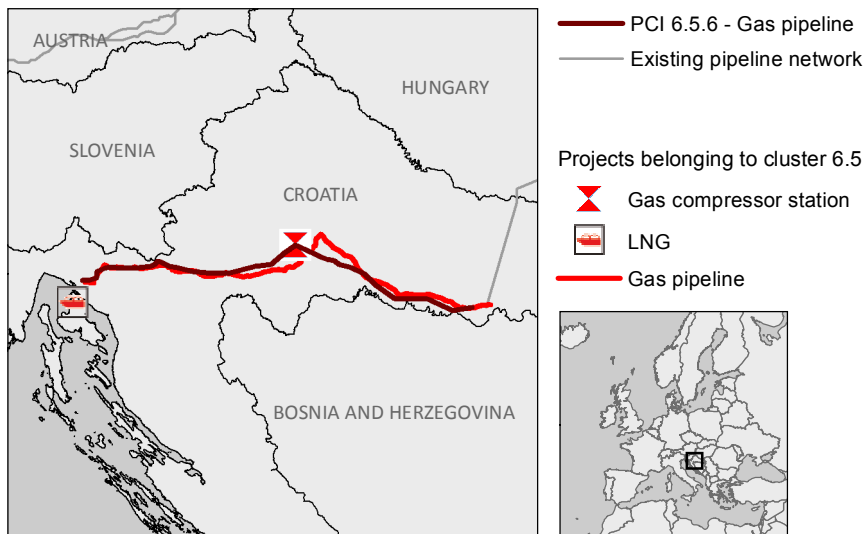 AUSTRIA
HUNGARY
SLOVENIA
CROATIA
BOSNIA AND HERZEGOVINA
PCI 6.5.6 - Gas pipeline
Existing pipeline network
Projects belonging to cluster 6.5
Gas compressor station
LNG
Gas pipeline